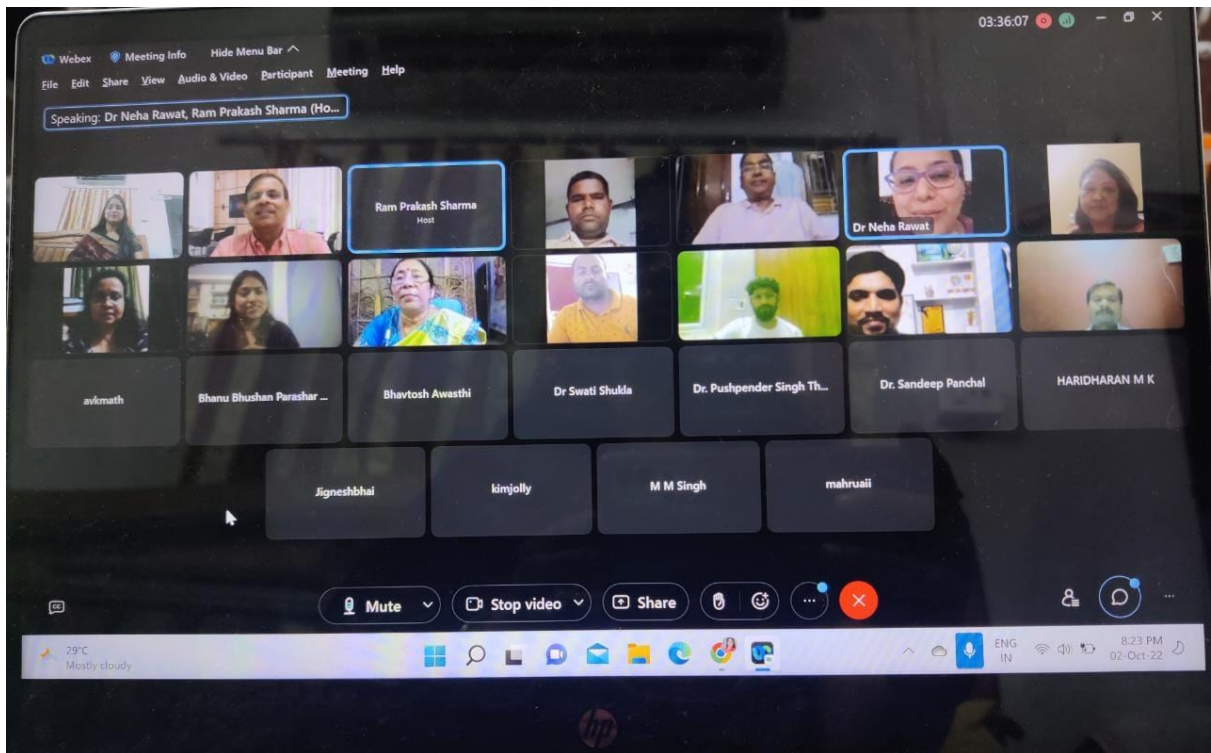 03:36:07
Webex Meeting Info Hide Menu Bar
File Edit Share View Audio & Video Participant Meeting Help
Speaking: Dr Neha Rawat, Ram Prakash Sharma (Ho...
Ram Prakash Sharma
Host
Dr Neha Rawat
avkmath
Bhanu Bhushan Parashar ...
Bhavtosh Awasthi
Dr Swati Shukla
Dr. Pushpender Singh Th...
Dr. Sandeep Panchal
HARIDHARAN M K
Jigneshbhai
kimjolly
M M Singh
mahruaii
CC
Mute Stop video Share
29°C
Mostly cloudy
ENG
IN
8:23 PM
02-Oct-22
hp